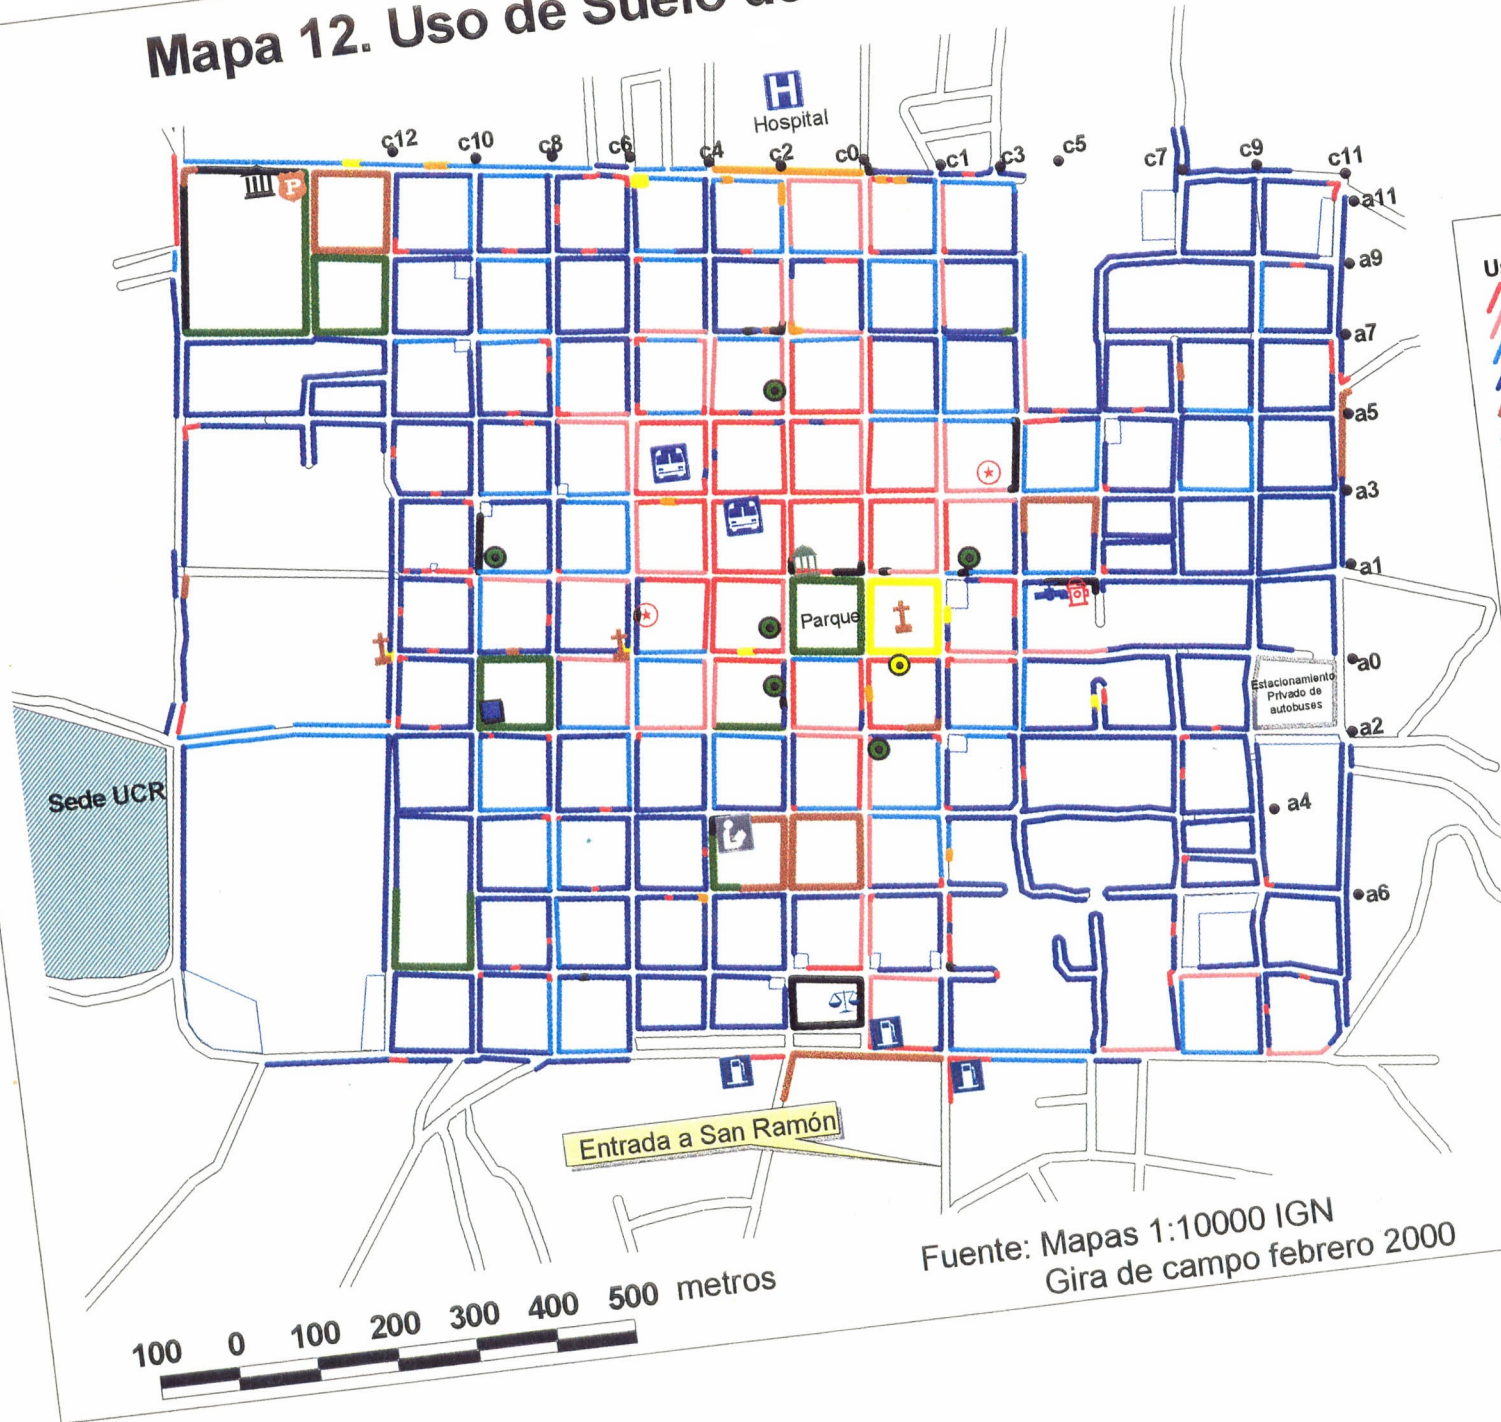 Mapa 12. Uso de Suelo
H
Hospital
c12
c10
c8
c6
c4
c2
c0
c1
c3
c5
c7
c9
c11
P
a11
a9
a7
a5
a3
a1
Parque
a0
Estacionamiento
Privado de
autobuses
a2
Sede UCR
a4
a6
Entrada a San Ramón
Fuente: Mapas 1:10000 IGN
Gira de campo febrero 2000
100 0 100 200 300 400 500 metros